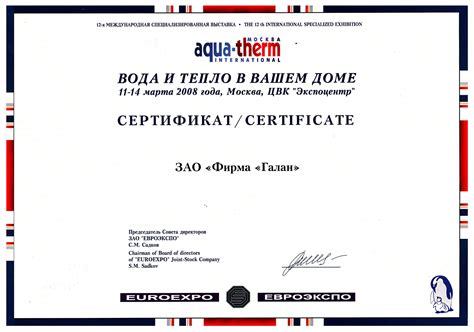 12-я МЕЖДУНАРОДНАЯ СПЕЦИАЛИЗИРОВАННАЯ ВЫСТАВКА • THE 12 th INTERNATIONAL SPECIALIZED EXHIBITION
МОСКВА
aqua-therm
INTERNATIONAL
ВОДА И ТЕПЛО В ВАШЕМ ДОМЕ
11-14 марта 2008 года, Москва, ЦВК "Экспоцентр"
СЕРТИФИКАТ/CERTIFICATE
ЗАО «Фирма «Галан»
Председатель Совета директоров
ЗАО "ЕВРОЭКСПО"
С.М. Садков
Chairman of Board of directors
of "EUROEXPO" Joint-Stock Company
S.M. Sadkov
EUROEXPO ЕВРОЭКСПО